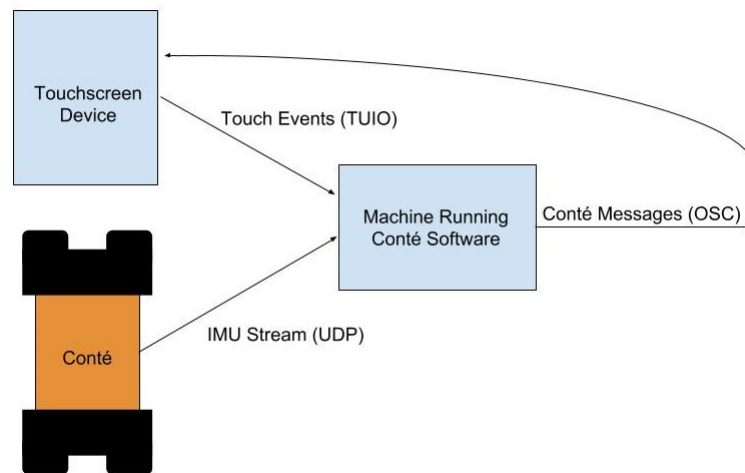 Touchscreen
Device
Touch Events (TUIO)
Machine Running
Conté Software
Conté Messages (OSC)
IMU Stream (UDP)
Conté